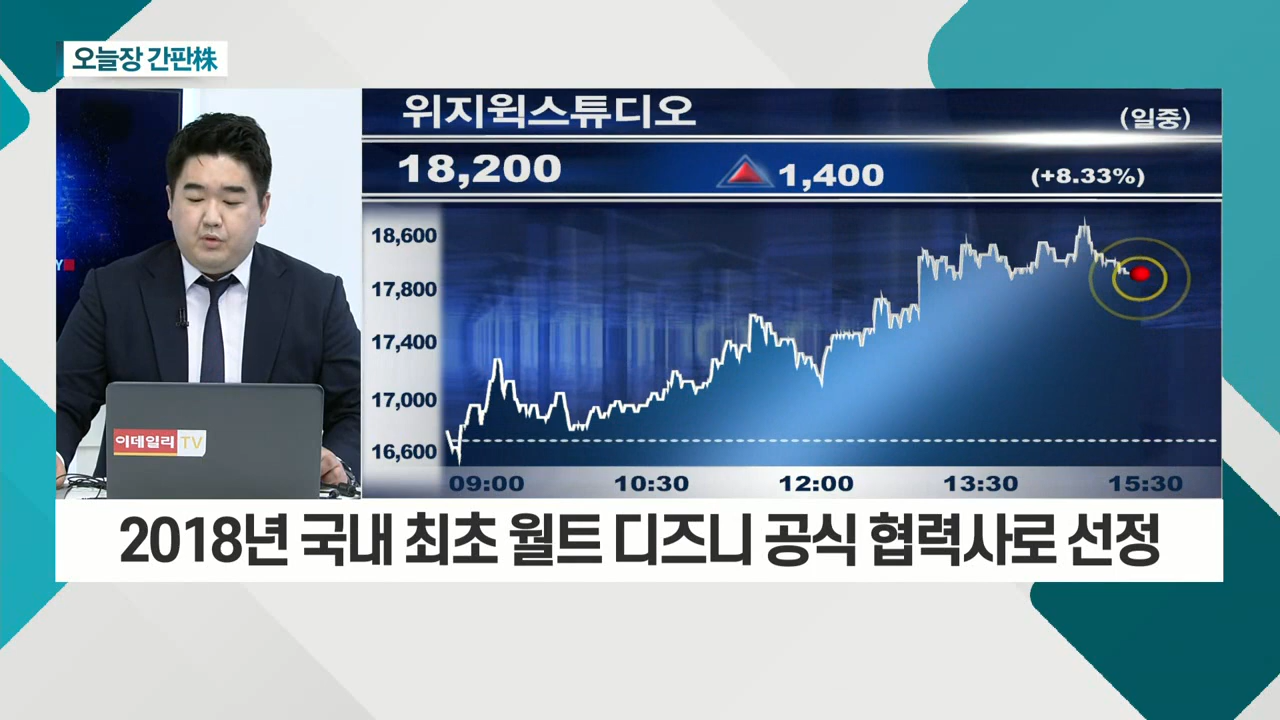 오늘장 간판株
위지윅스튜디오
(일중)
18,200
1,400
(+8.33%)
18,600
17,800
17,400
17,000
16,600
09:00 10:30 12:00 13:30 15:30
Y
이데일리 TV
2018년 국내 최초 월트 디즈니 공식 협력사로 선정